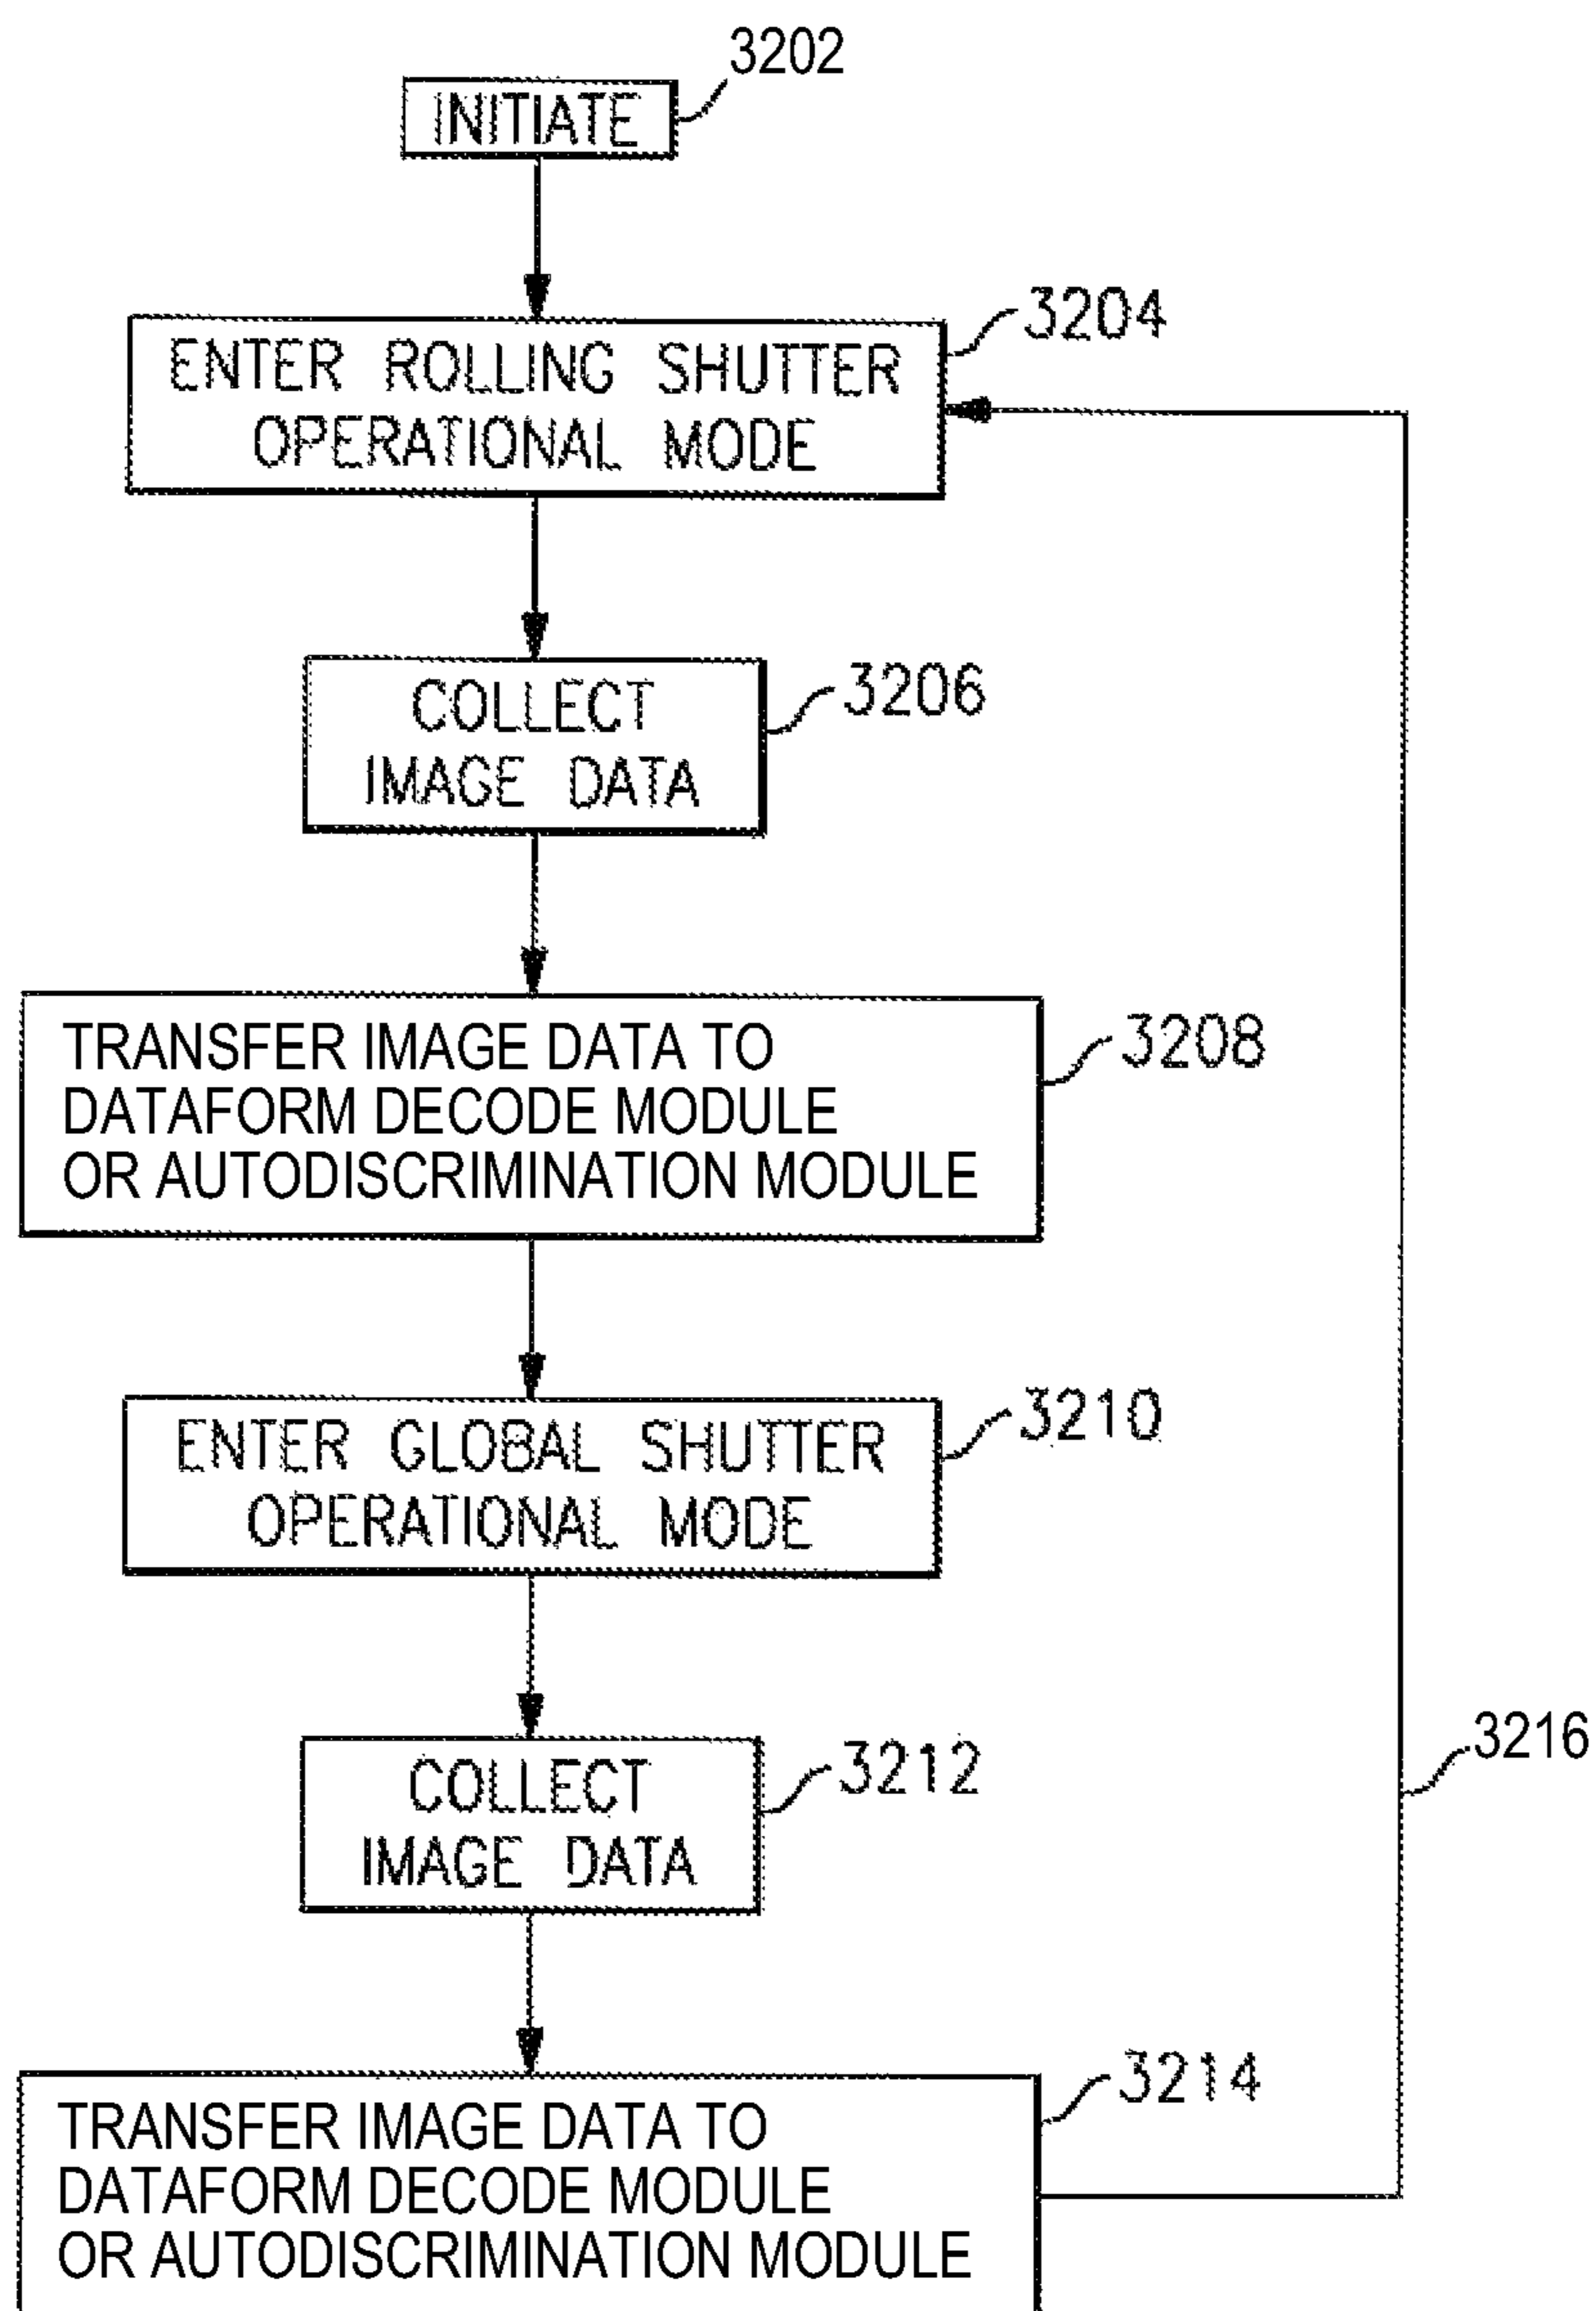 3202
INITIATE
3204
ENTER ROLLING SHUTTER
OPERATIONAL MODE
3206
COLLECT
IMAGE DATA
3208
TRANSFER IMAGE DATA TO
DATAFORM DECODE MODULE
OR AUTODISCRIMINATION MODULE
3210
ENTER GLOBAL SHUTTER
OPERATIONAL MODE
3212
COLLECT
IMAGE DATA
3216
3214
TRANSFER IMAGE DATA TO
DATAFORM DECODE MODULE
OR AUTODISCRIMINATION MODULE